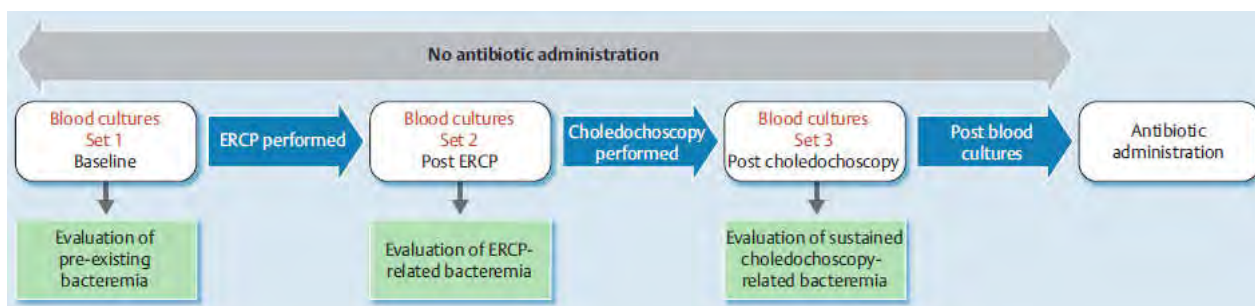 No antibiotic administration
Blood cultures
Set 1
Baseline
ERCP performed
Blood cultures
Set 2
Post ERCP
Choledochoscopy
performed
Blood cultures
Set 3
Post choledochoscopy
Post blood
cultures
Antibiotic
administration
Evaluation of
pre-existing
bacteremia
Evaluation of ERCP-
related bacteremia
Evaluation of sustained
choledochoscopy-
related bacteremia